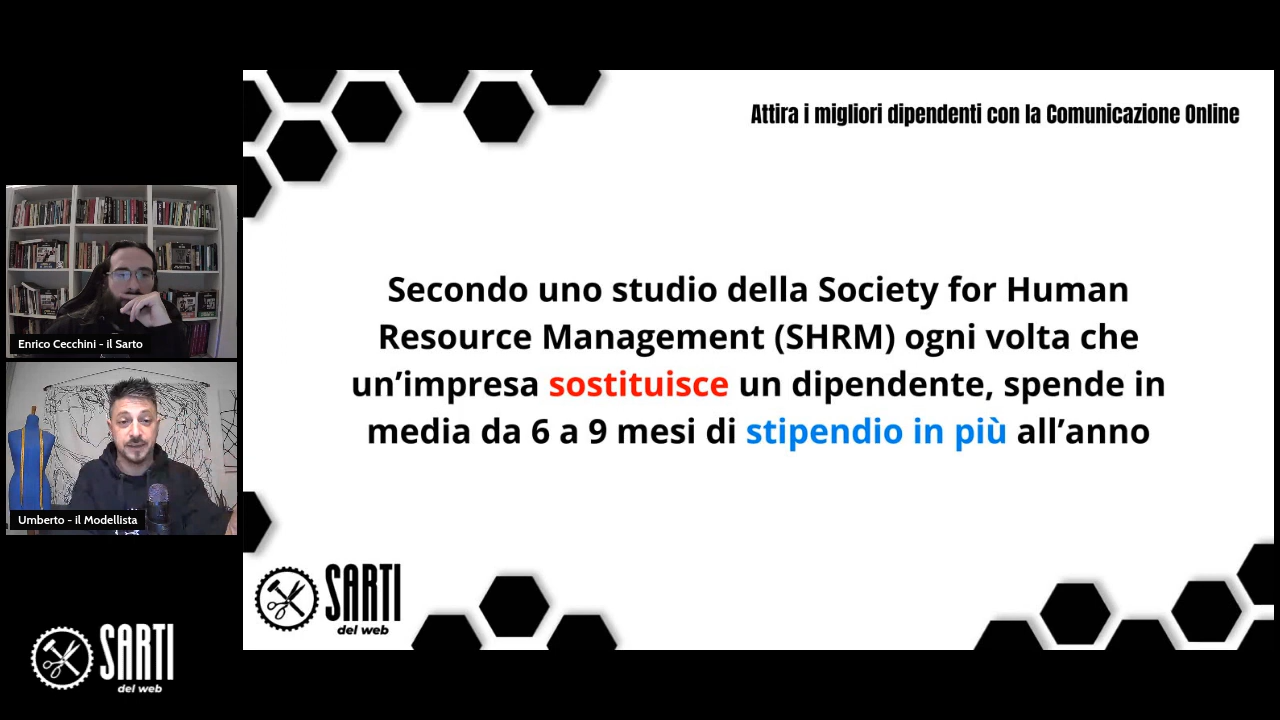 Attira i migliori dipendenti con la Comunicazione Online
Secondo uno studio della Society for Human
Resource Management (SHRM) ogni volta che
un’impresa sostituisce un dipendente, spende in
media da 6 a 9 mesi di stipendio in più all’anno
Enrico Cecchini - il Sarto
Umberto - il Modellista
SARTI
del web
SARTI
del web